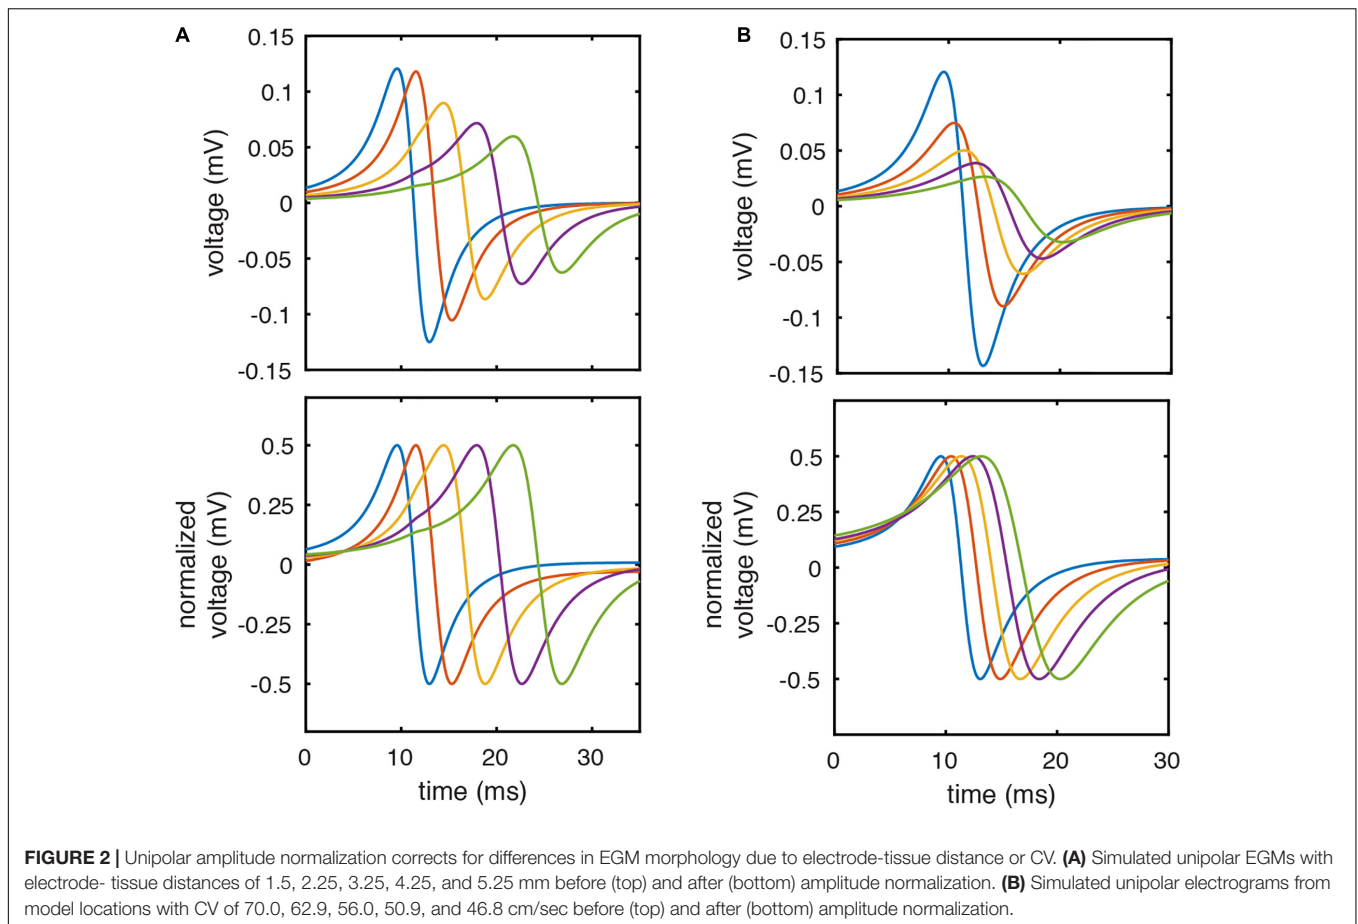 A
0.15
0.1
0.05
0
-0.05
-0.1
-0.15
voltage (mV)
0.5
0.25
0
-0.25
-0.5
normalized
voltage (mV)
0 10 20 30
time (ms)
B
0.15
0.1
0.05
0
-0.05
-0.1
-0.15
voltage (mV)
0.5
0.25
0
-0.25
-0.5
normalized
voltage (mV)
0 10 20 30
time (ms)
FIGURE 2 | Unipolar amplitude normalization corrects for differences in EGM morphology due to electrode-tissue distance or CV. (A) Simulated unipolar EGMs with
electrode- tissue distances of 1.5, 2.25, 3.25, 4.25, and 5.25 mm before (top) and after (bottom) amplitude normalization. (B) Simulated unipolar electrograms from
model locations with CV of 70.0, 62.9, 56.0, 50.9, and 46.8 cm/sec before (top) and after (bottom) amplitude normalization.